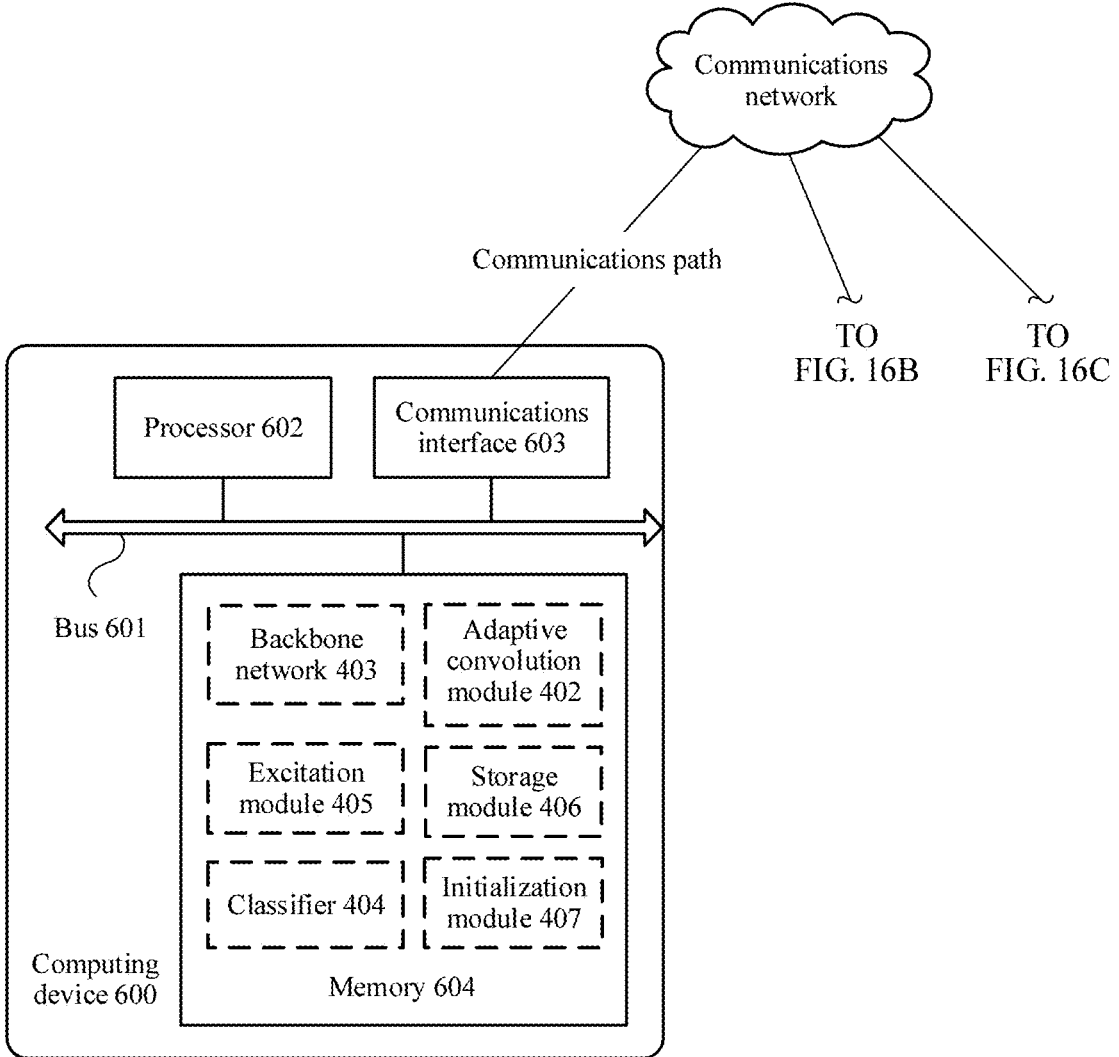 Communications
network
Communications path
TO
FIG. 16B
TO
FIG. 16C
Processor 602
Communications
interface 603
Bus 601
Backbone
network 403
Adaptive
convolution
module 402
Excitation
module 405
Storage
module 406
Classifier 404
Initialization
module 407
Computing
device 600
Memory 604